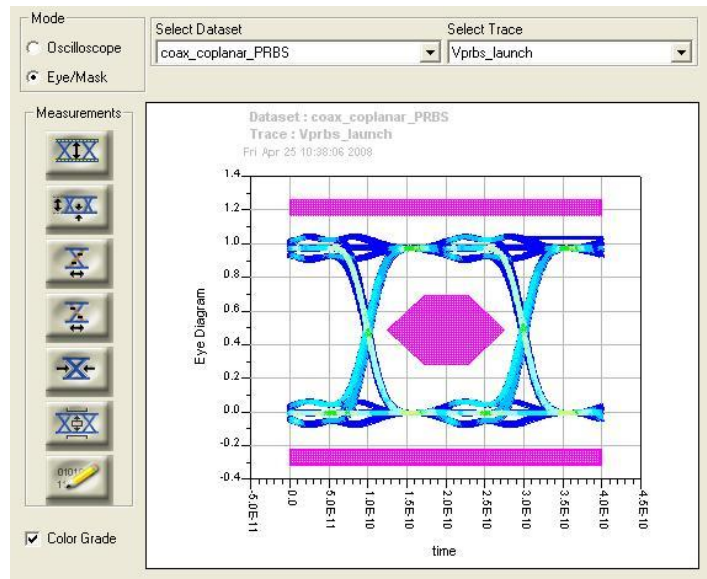 Mode
Oscilloscope
Eye/Mask
Select Dataset
coax_coplanar_PRBS
Select Trace
Vprbs_launch
Measurements
Color Grade
Dataset : coax_coplanar_PRBS
Trace : Vprbs_launch
Fri Apr 25 10:38:06 2008
Eye Diagram
1.4
1.2
1.0
0.8
0.6
0.4
0.2
0.0
-0.2
-0.4
-5.0E-11
0.0
5.0E-11
1.0E-10
1.5E-10
2.0E-10
2.5E-10
3.0E-10
3.5E-10
4.0E-10
4.5E-10
time